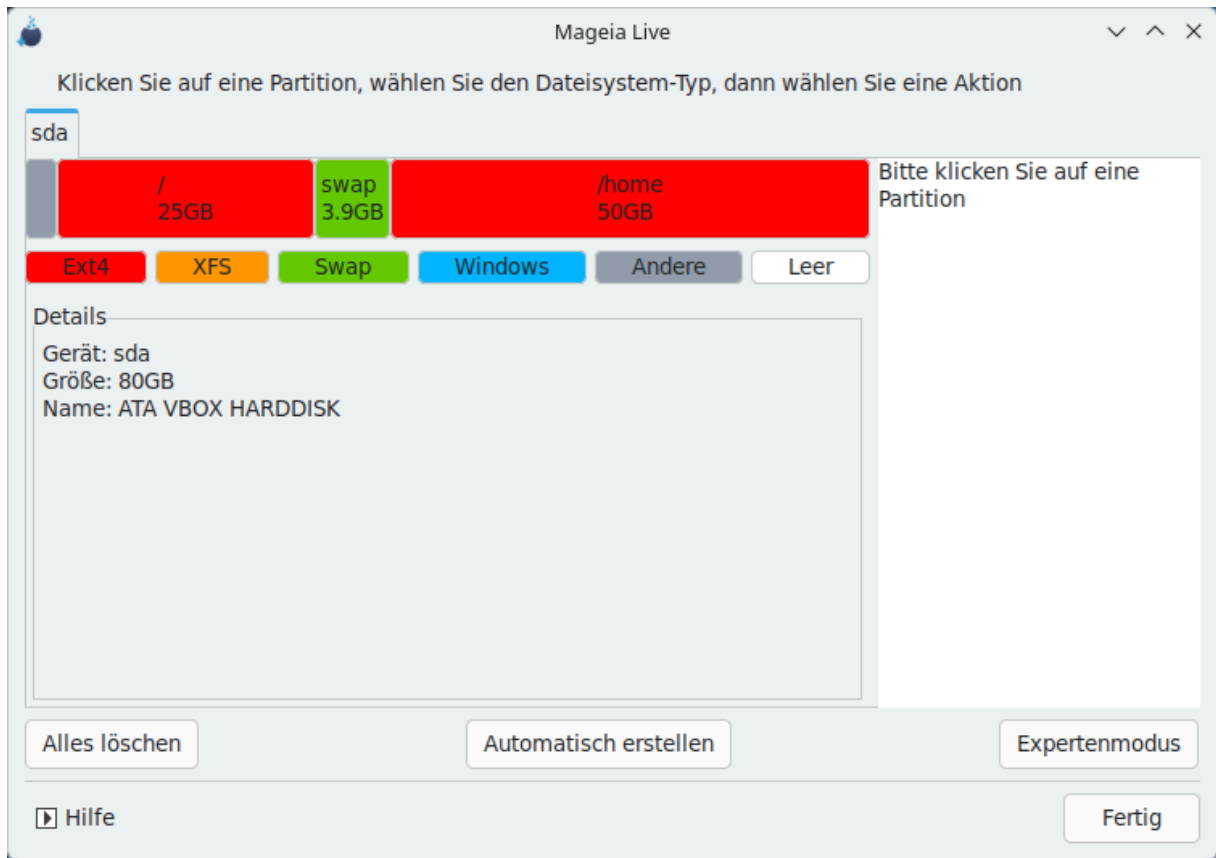 Mageia Live
Klicken Sie auf eine Partition, wählen Sie den Dateisystem-Typ, dann wählen Sie eine Aktion
sda
/
25GB
swap
3.9GB
/home
50GB
Bitte klicken Sie auf eine
Partition
Ext4
XFS
Swap
Windows
Andere
Leer
Details
Gerät: sda
Größe: 80GB
Name: ATA VBOX HARDDISK
Alles löschen
Automatisch erstellen
Expertenmodus
Hilfe
Fertig